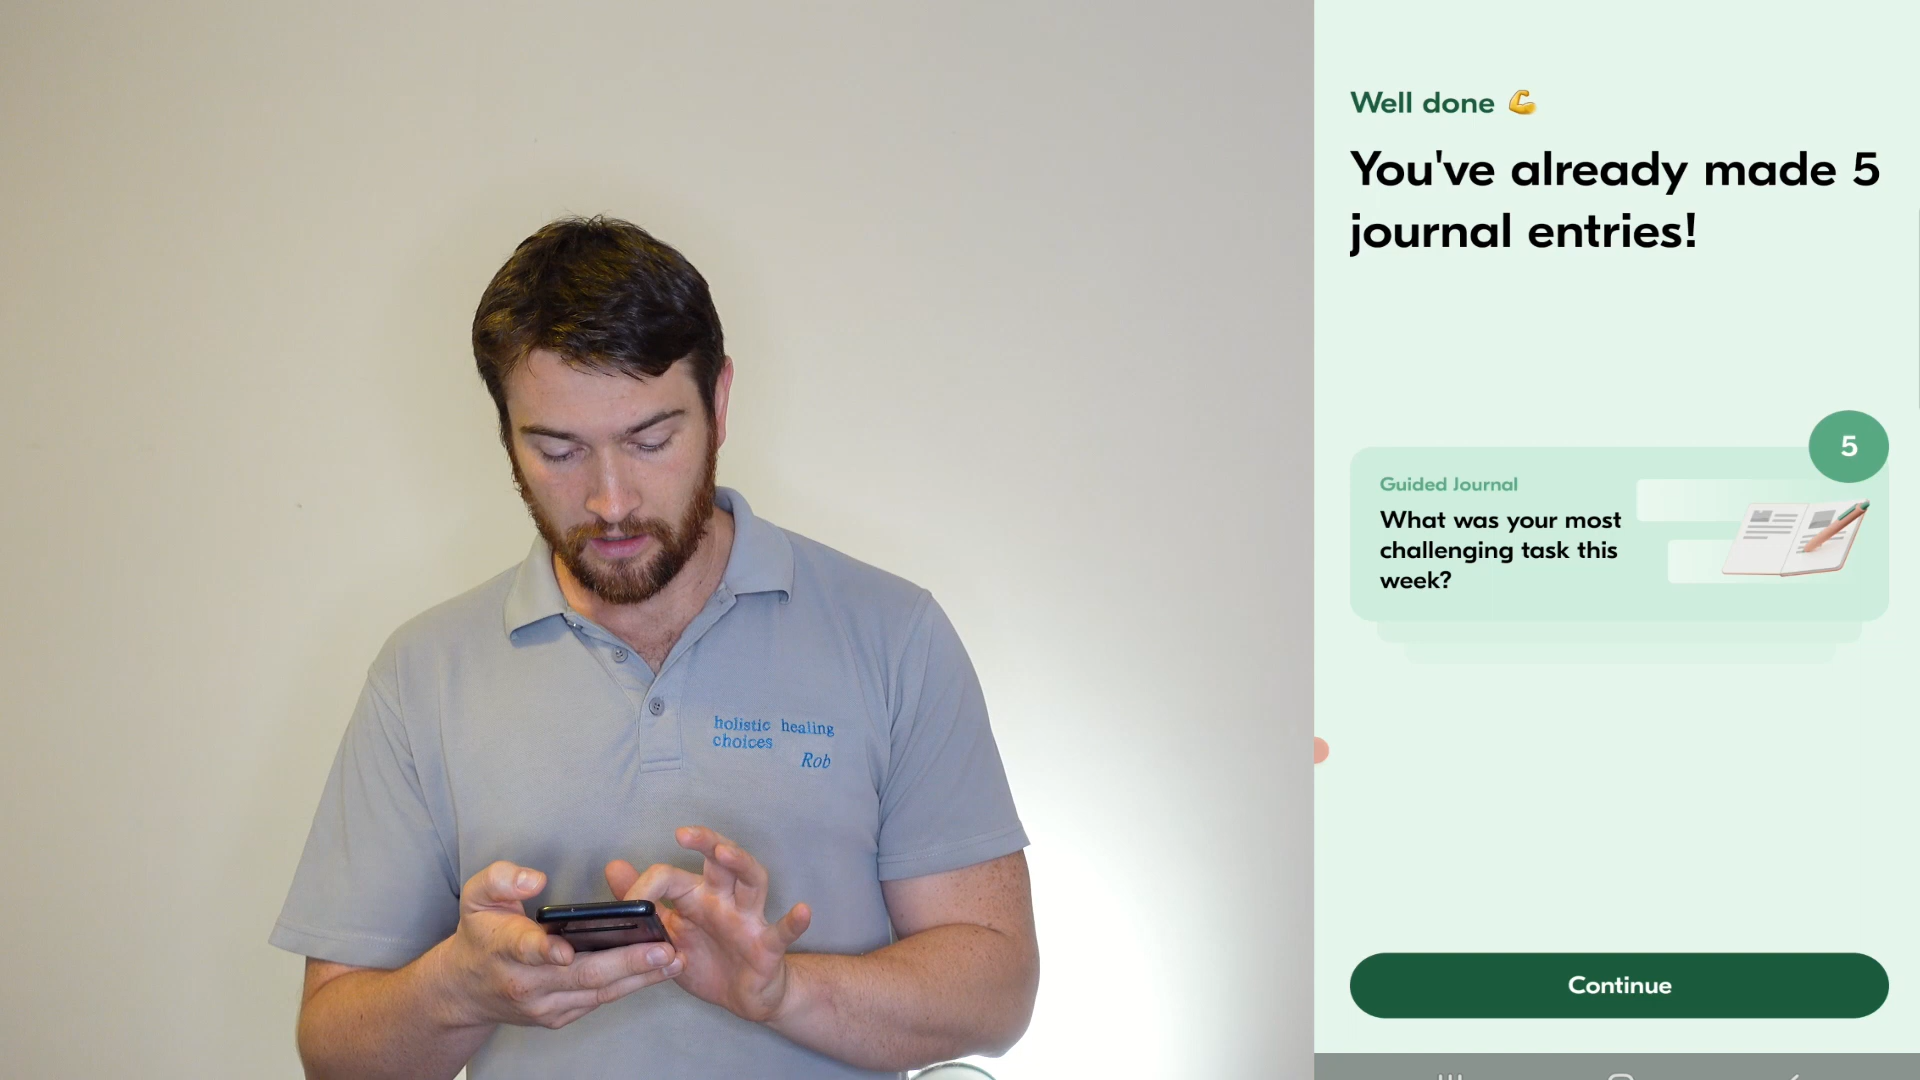 holistic healing
choices
Rob
Well done 💪
You've already made 5
journal entries!
5
Guided Journal
What was your most
challenging task this
week?
Continue